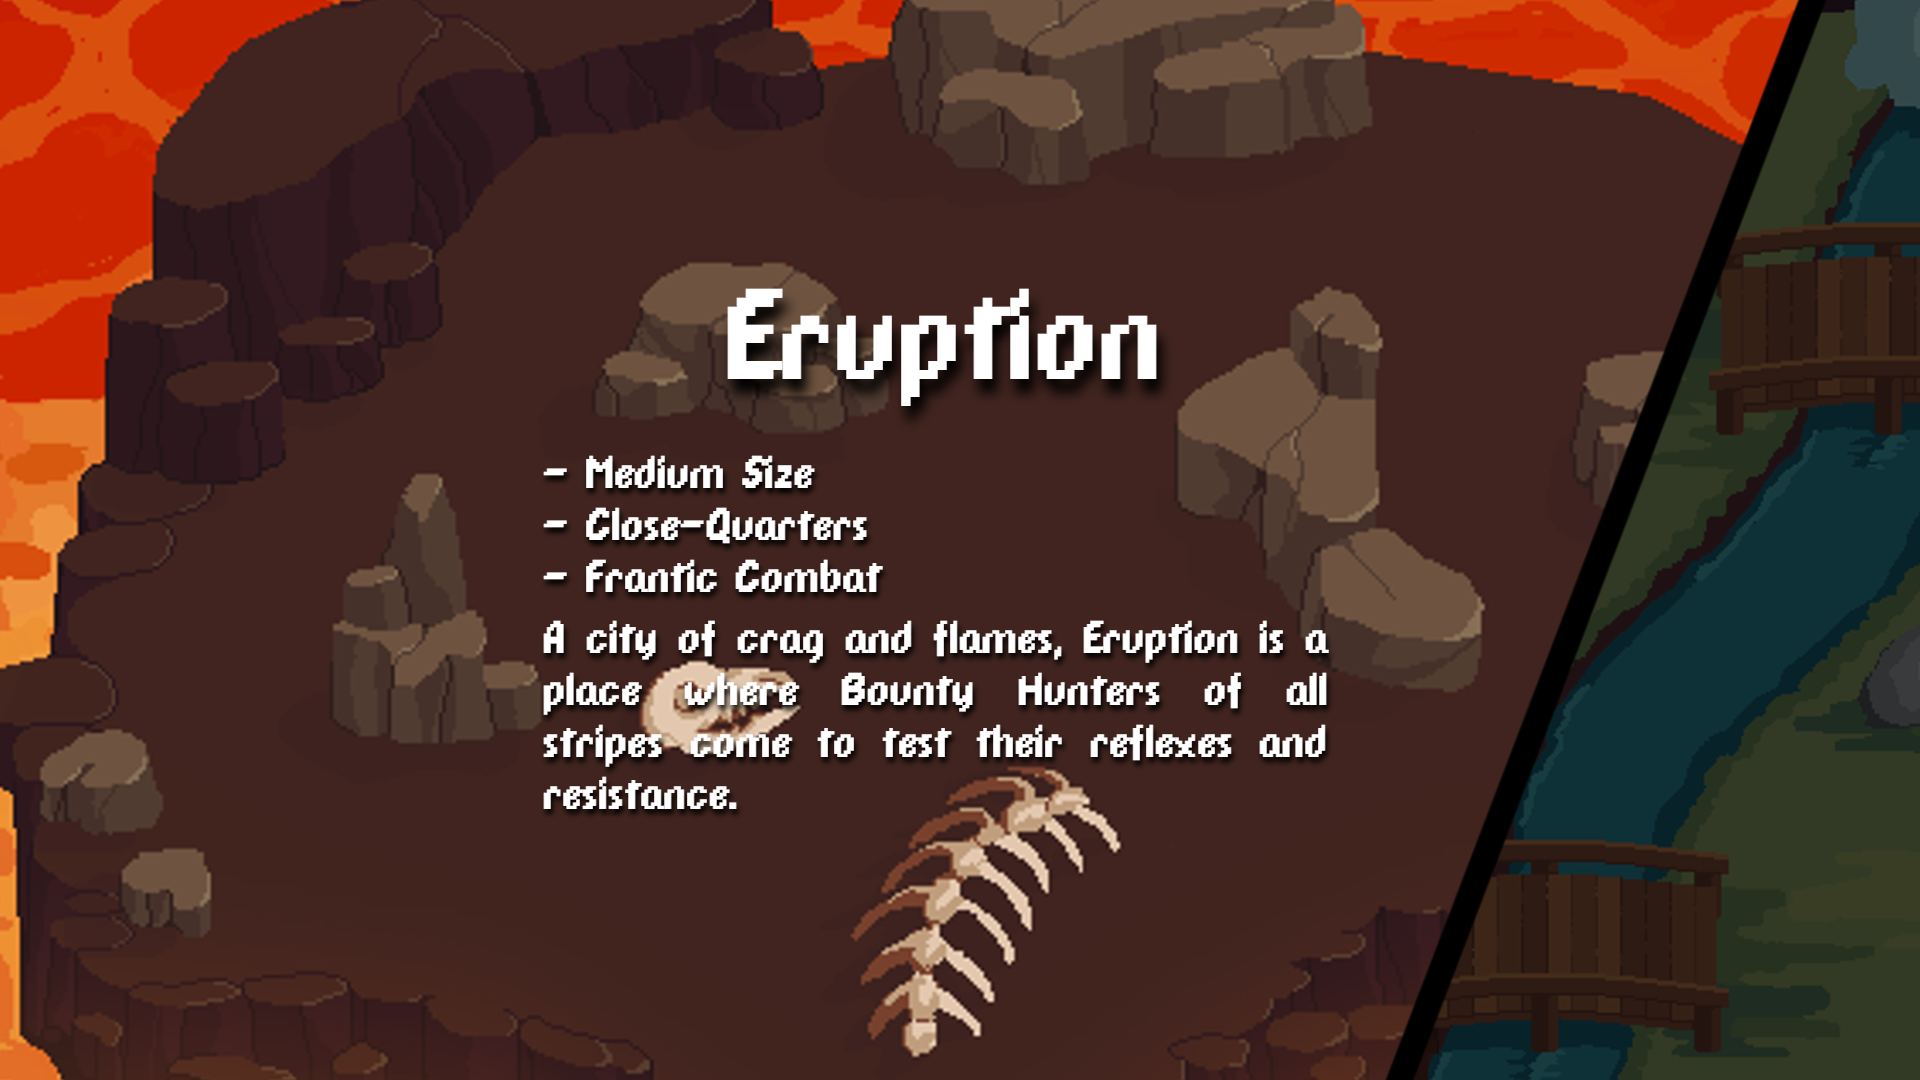 Eruption
- Medium Size
- Close-Quarters
- Frantic Combat
A city of crag and flames, Eruption is a
place where Bounty Hunters of all
stripes come to test their reflexes and
resistance.